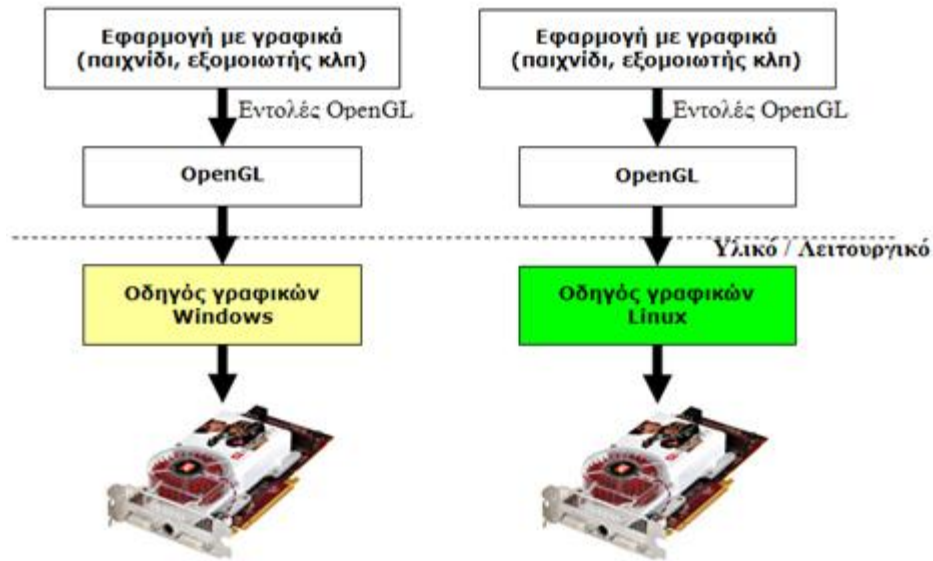 Εφαρμογή με γραφικά
(παιχνίδι, εξομοιωτής κλπ)
Εντολές OpenGL
OpenGL
Οδηγός γραφικών
Windows
Εφαρμογή με γραφικά
(παιχνίδι, εξομοιωτής κλπ)
Εντολές OpenGL
OpenGL
Υλικό / Λειτουργικό
Οδηγός γραφικών
Linux